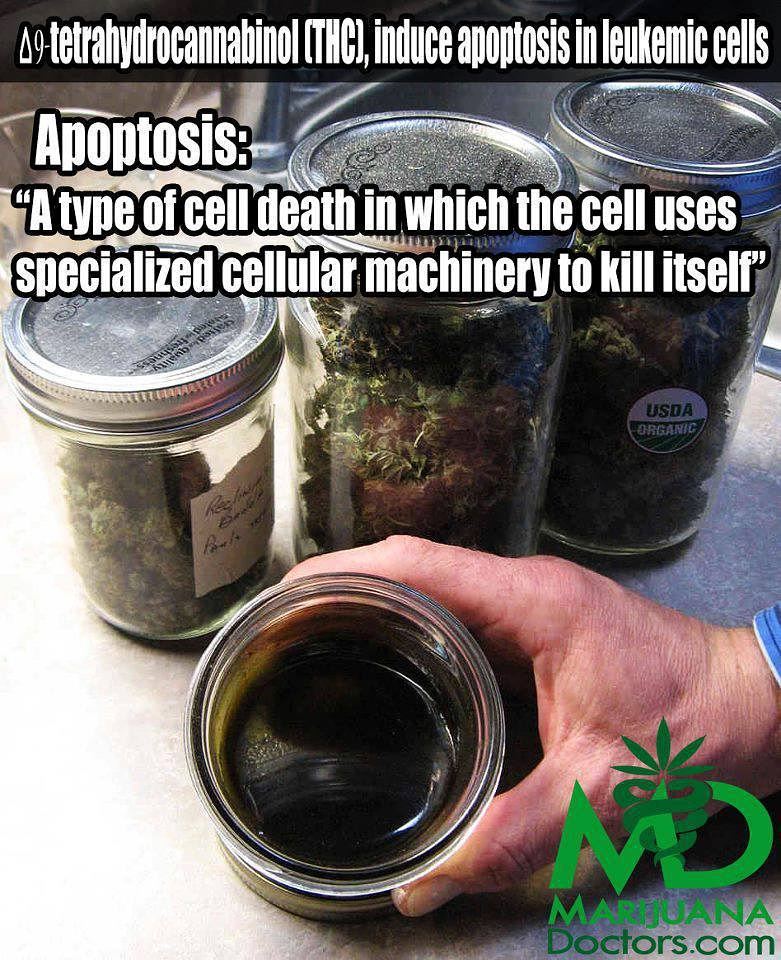 Δ9-tetrahydrocannabinol (THC), induce apoptosis in leukemic cells
Apoptosis:
“A type of cell death in which the cell uses
specialized cellular machinery to kill itself”
USDA
ORGANIC
MD
MARIJUANA
Doctors.com